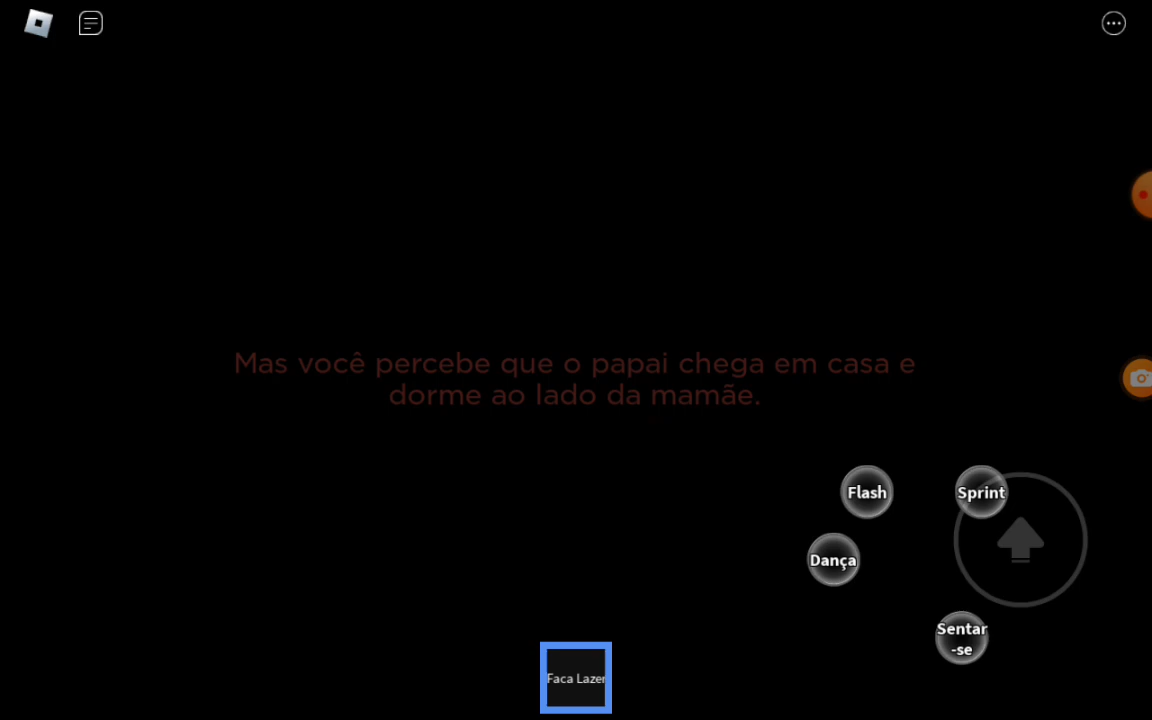 Mas você percebe que o papai chega em casa e
dorme ao lado da mamãe.
Flash
Sprint
Dança
Sentar
-se
Faca Lazer